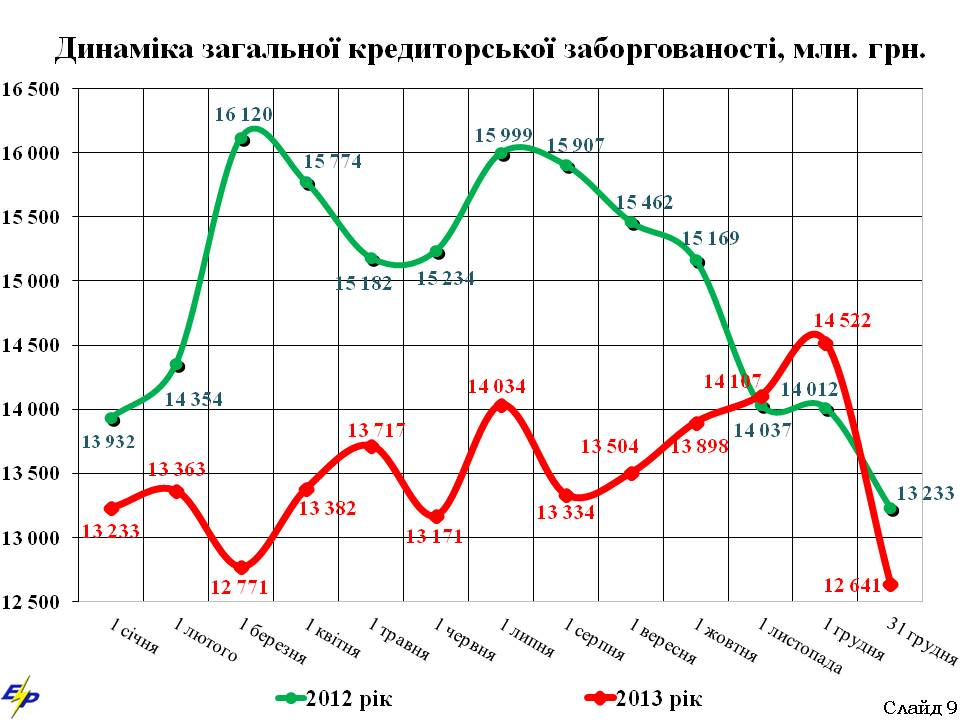 Динаміка загальної кредиторської заборгованості, млн. грн.
16 500
16 000
15 500
15 000
14 500
14 000
13 500
13 000
12 500
16 120
15 774
15 999
15 907
15 462
15 169
15 182
15 234
14 354
13 932
14 037
14 012
13 233
13 233
13 363
12 771
13 382
13 717
13 171
14 034
13 334
13 504
13 898
14 107
14 522
12 641
1 січня
1 лютого
1 березня
1 квітня
1 травня
1 червня
1 липня
1 серпня
1 вересня
1 жовтня
1 листопада
1 грудня
31 грудня
2012 рік
2013 рік
ЕР
Слайд 9